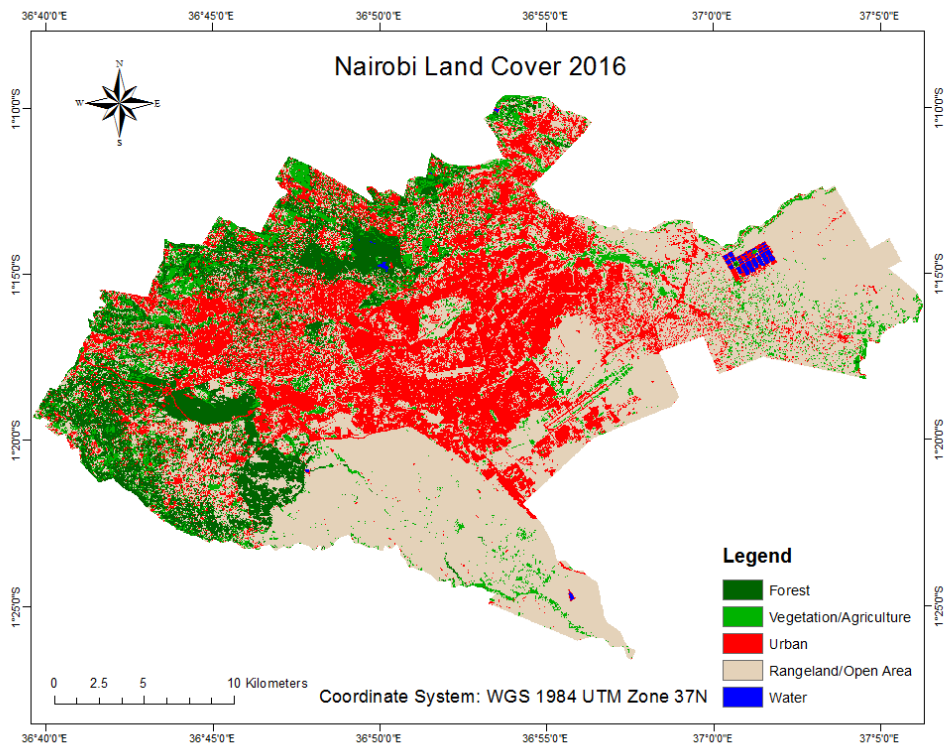 36°40'0"E 36°45'0"E 36°50'0"E 36°55'0"E 37°0'0"E 37°5'0"E
Nairobi Land Cover 2016
N
W E
S
1°10'0"S 1°10'0"S
1°15'0"S 1°15'0"S
1°20'0"S 1°20'0"S
1°25'0"S 1°25'0"S
Legend
Forest
Vegetation/Agriculture
Urban
Rangeland/Open Area
Water
0 2.5 5 10 Kilometers
Coordinate System: WGS 1984 UTM Zone 37N
36°40'0"E 36°45'0"E 36°50'0"E 36°55'0"E 37°0'0"E 37°5'0"E